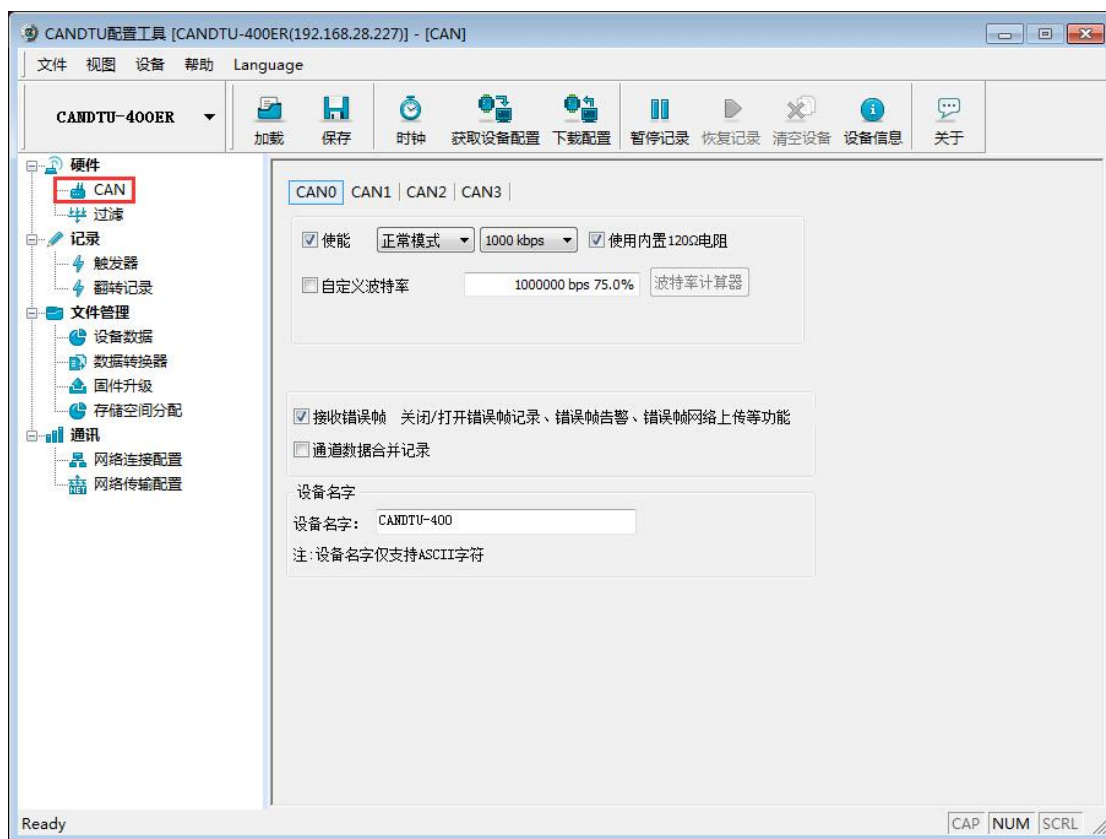 CANDTU配置工具 [CANDTU-400ER(192.168.28.227)] - [CAN]
文件 视图 设备 帮助 Language
CANDTU-400ER
加载 保存 时钟 获取设备配置 下载配置 暂停记录 恢复记录 清空设备 设备信息 关于
硬件
CAN
过滤
记录
触发器
翻转记录
文件管理
设备数据
数据转换器
固件升级
存储空间分配
通讯
网络连接配置
网络传输配置
NET
CAN0 CAN1 CAN2 CAN3
使能 正常模式 1000 kbps 使用内置120Ω电阻
自定义波特率 1000000 bps 75.0% 波特率计算器
接收错误帧 关闭/打开错误帧记录、错误帧告警、错误帧网络上传等功能
通道数据合并记录
设备名字
设备名字: CANDTU-400
注:设备名字仅支持ASCII字符
Ready CAP NUM SCRL